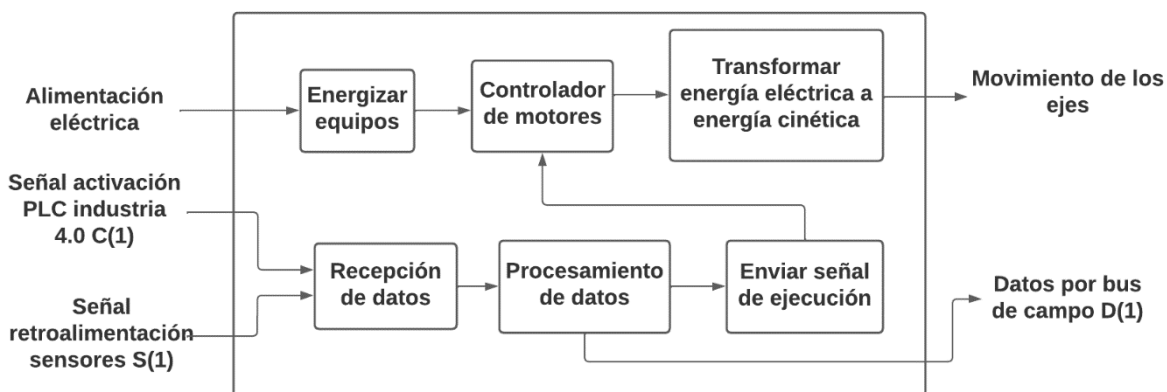 Alimentación
eléctrica
Energizar
equipos
Controlador
de motores
Transformar
energía eléctrica a
energía cinética
Movimiento de los
ejes
Señal activación
PLC industria
4.0 C(1)
Señal
retroalimentación
sensores S(1)
Recepción
de datos
Procesamiento
de datos
Enviar señal
de ejecución
Datos por bus
de campo D(1)